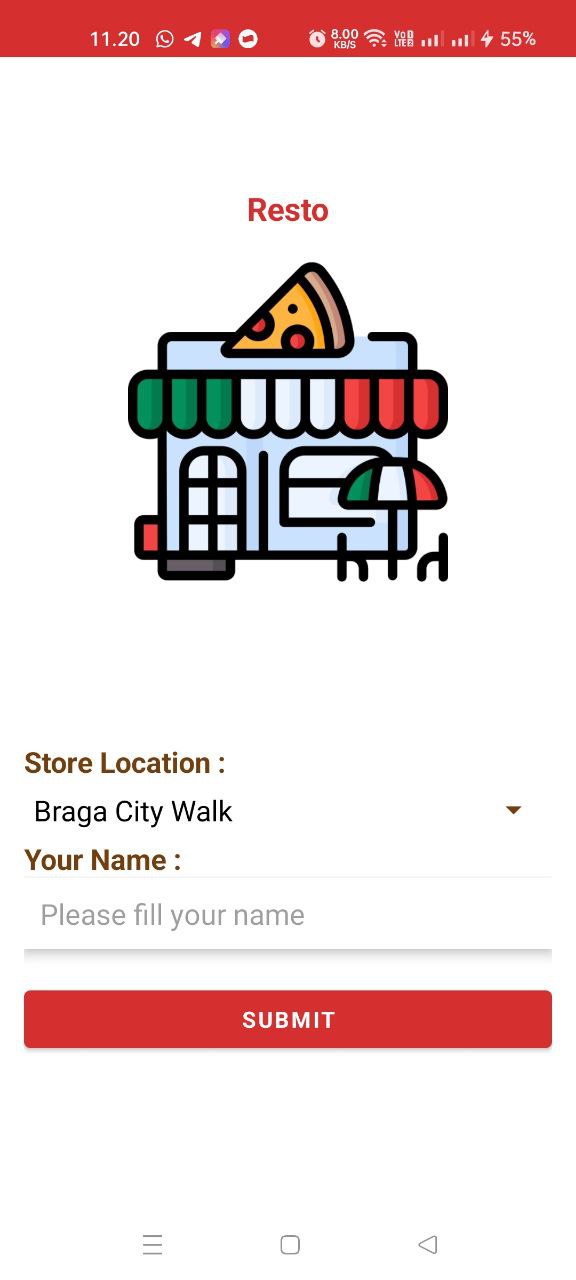 11.20
8.00
KB/S
Vo
LTE2
55%
Resto
Store Location :
Braga City Walk
Your Name :
Please fill your name
SUBMIT